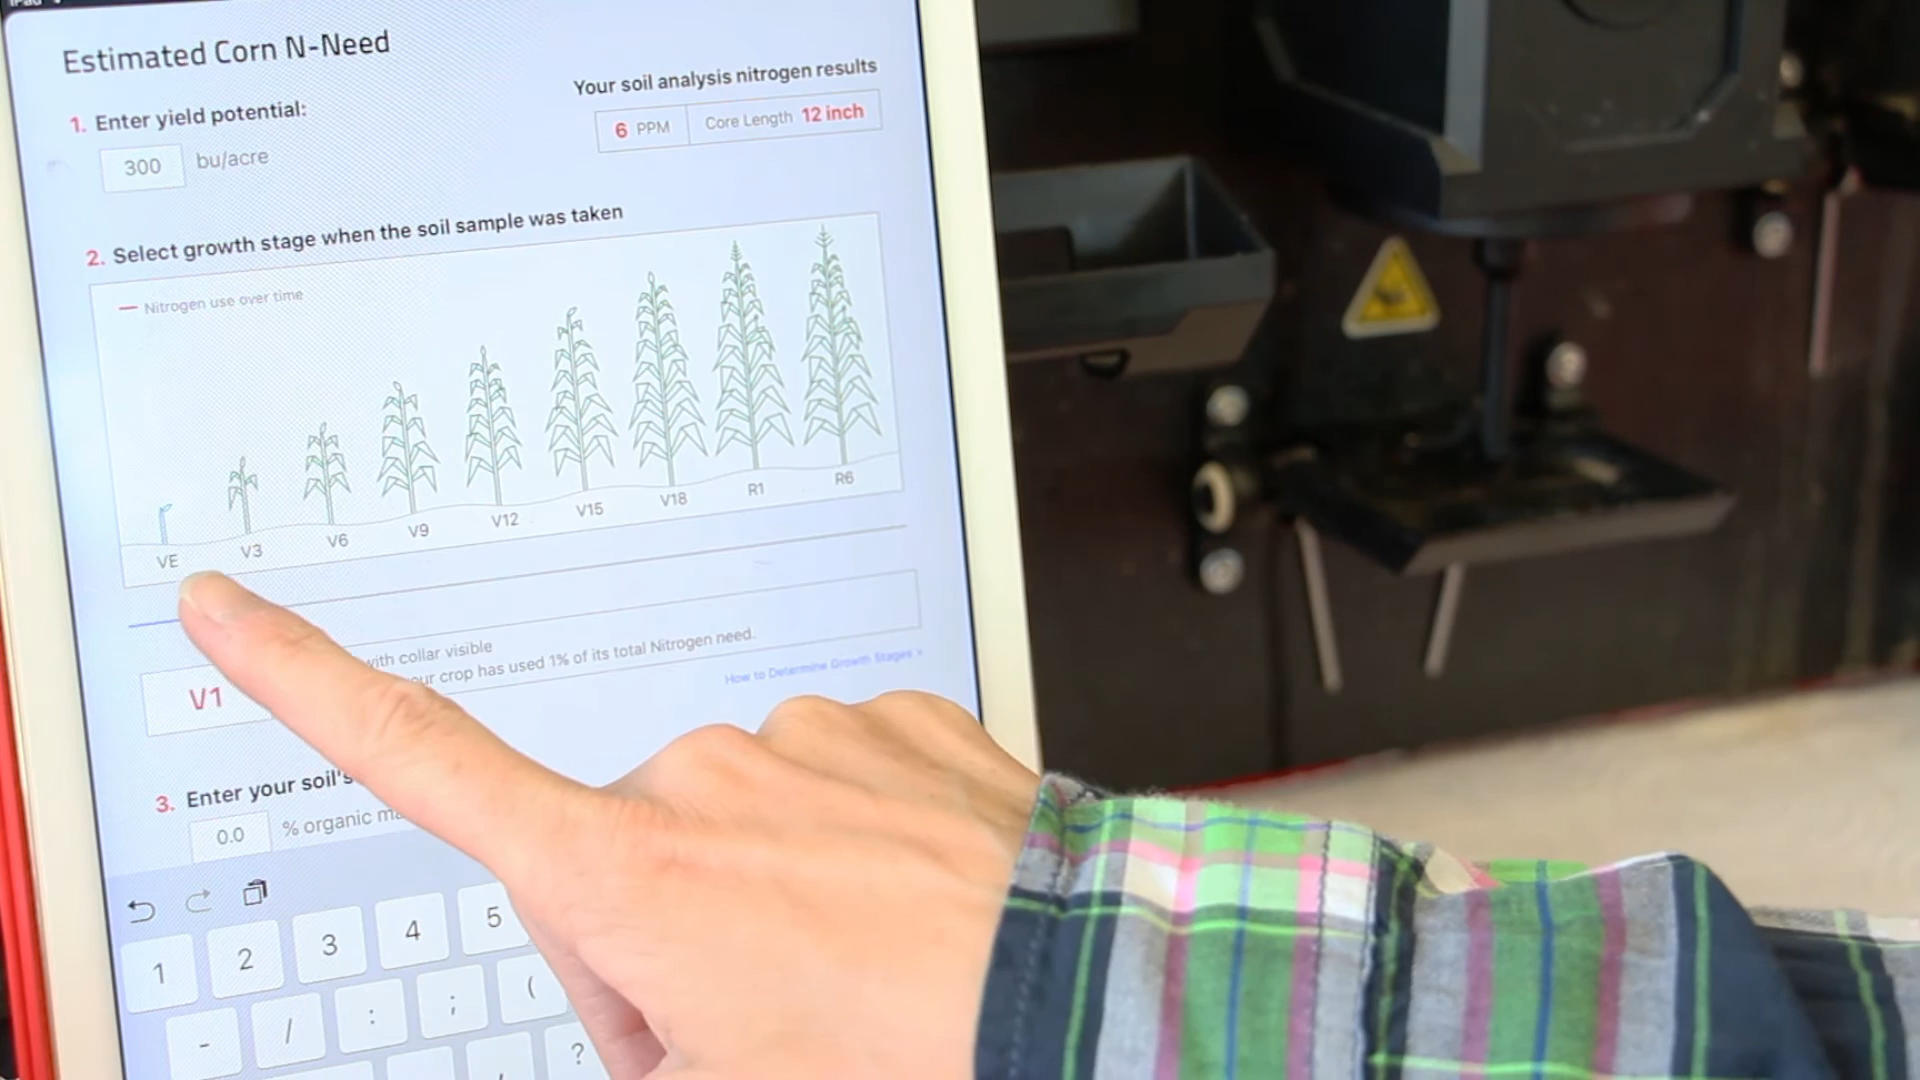 iPad
Estimated Corn N-Need
1. Enter yield potential:
300 bu/acre
Your soil analysis nitrogen results
6 PPM Core Length 12 inch
2. Select growth stage when the soil sample was taken
Nitrogen use over time
VE V3 V6 V9 V12 V15 V18 R1 R6
V1
with collar visible
crop has used 1% of its total Nitrogen need.
How to Determine Growth Stages >
3. Enter your soil's
0.0 % organic
1 2 3 4 5
- / : ; (
?